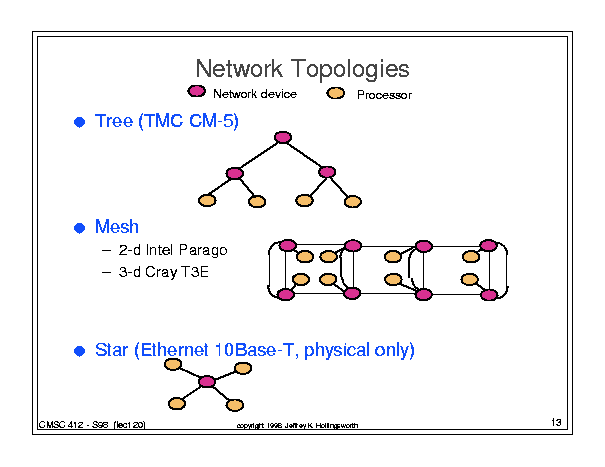 Network Topologies
Network device
Processor
Tree (TMC CM-5)
Mesh
– 2-d Intel Parago
– 3-d Cray T3E
Star (Ethernet 10Base-T, physical only)
CMSC 412 - S98 (lect 20)
copyright 1998 Jeffrey K. Hollingsworth
13